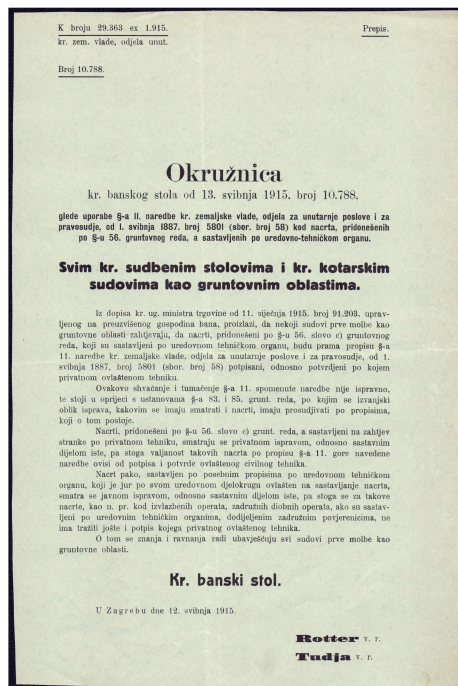 K broju 29.363 ex 1.915.
Prepis.
kr. zem. vlade, odjela unut.
Broj 10.788.
Okružnica
kr. banskog stola od 13. svibnja 1915. broj 10.788,
glede uporabe §-a 11. naredbe kr. zemaljske vlade, odjela za unutarnje poslove i za
pravosudje, od 1. svibnja 1887. broj 5801 (sbor. broj 58) kod nacrta, pridonešenih
po §-u 56. gruntovnog reda, a sastavljenih po uredovno-tehničkom organu.
Svim kr. sudbenim stolovima i kr. kotarskim
sudovima kao gruntovnim oblastima.
Iz dopisa kr. ug. ministra trgovine od 11. siječnja 1915. broj 91.203, uprav-
ljenog na preuzvišenog gospodina bana, proizlazi, da nekoji sudovi prve molbe kao
gruntovne oblasti zahtjevaju, da nacrti, pridonešeni po §-u 56. slovo c) gruntovnog
reda, koji su sastavljeni po uredovnom tehničkom organu, budu prama propisu §-a
11. naredbe kr. zemaljske vlade, odjela za unutarnje poslove i za pravosudje, od 1.
svibnja 1887. broj 5801 (sbor. broj 58) potpisani, odnosno potvrdjeni po kojem
privatnom ovlaštenom tehniku.
Ovakovo shvaćanje i tumačenje §-a 11. spomenute naredbe nije ispravno,
te stoji u oprijeci s ustanovama §-a 83. i 85. grunt. reda, po kojim se izvanjski
oblik isprava, kakovim se imaju smatrati i nacrti, imaju prosudjivati po propisima,
koji o tom postoje.
Nacrti, pridonešeni po §-u 56. slovo c) grunt. reda, a sastavljeni na zahtjev
stranke po privatnom tehniku, smatraju se privatnom ispravom, odnosno sastavnim
dijelom iste, pa stoga valjanost takovih nacrta po propisu §-a 11. gore navedene
naredbe ovisi od potpisa i potvrde ovlaštenog civilnog tehnika.
Nacrt pako, sastavljen po posebnim propisima po uredovnom tehničkom
organu, koji je jur po svom uredovnom djelokrugu ovlašten na sastavljanje nacrta,
smatra se javnom ispravom, odnosno sastavnim dijelom iste, pa stoga se za takove
nacrte, kao n. pr. kod izvlazbenih operata, zadružnih diobnih operata, ako su sastav-
ljeni po uredovnim tehničkim organima, dodijeljenim zadružnim povjerenicima, ne
ima tražiti jošte i potpis kojega privatnog ovlaštenog tehnika.
O tom se znanja i ravnanja radi ubavješćuju svi sudovi prve molbe kao
gruntovne oblasti.
Kr. banski stol.
U Zagrebu dne 12. svibnja 1915.
Rotter v. r.
Tudja v. r.